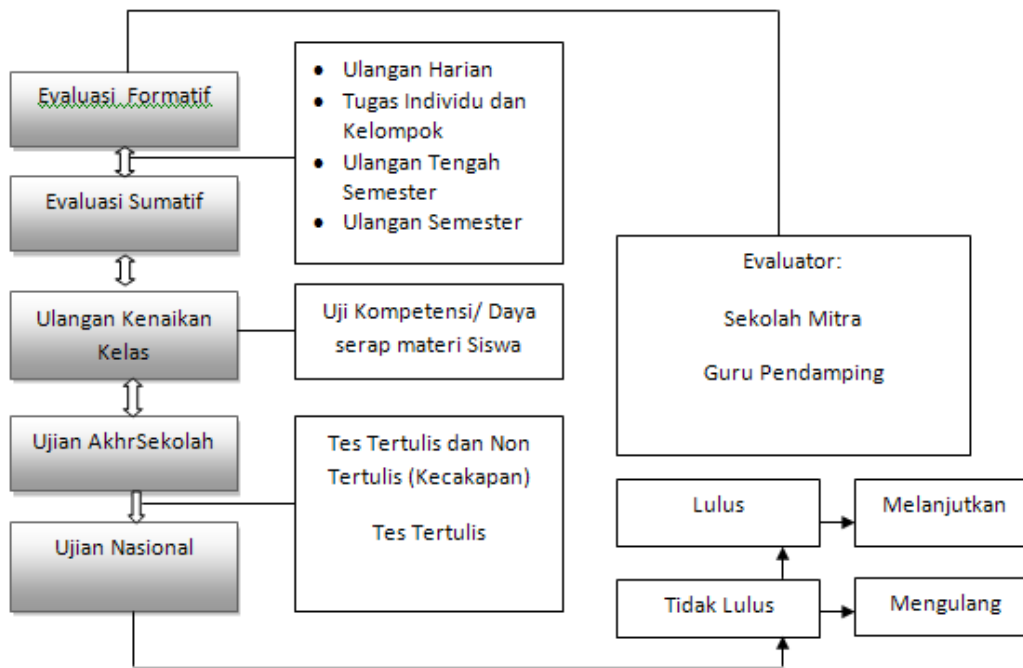 Evaluasi Formatif
Evaluasi Sumatif
Ulangan Kenaikan
Kelas
Ujian AkhrSekolah
Ujian Nasional
● Ulangan Harian
● Tugas Individu dan
Kelompok
● Ulangan Tengah
Semester
● Ulangan Semester
Uji Kompetensi/ Daya
serap materi Siswa
Tes Tertulis dan Non
Tertulis (Kecakapan)
Tes Tertulis
Evaluator:
Sekolah Mitra
Guru Pendamping
Lulus
Melanjutkan
Tidak Lulus
Mengulang